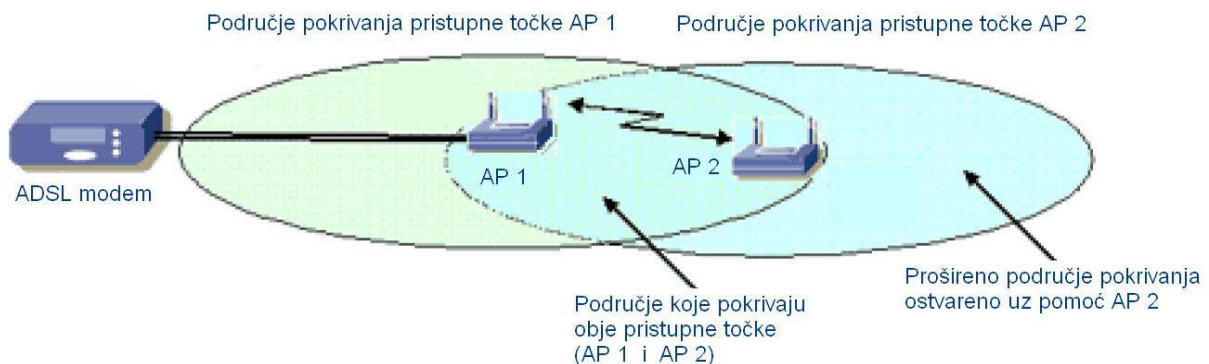 Područje pokrivanja pristupne točke AP 1
Područje pokrivanja pristupne točke AP 2
ADSL modem
AP 1
AP 2
Područje koje pokrivaju
obje pristupne točke
(AP 1 i AP 2)
Prošireno područje pokrivanja
ostvareno uz pomoć AP 2